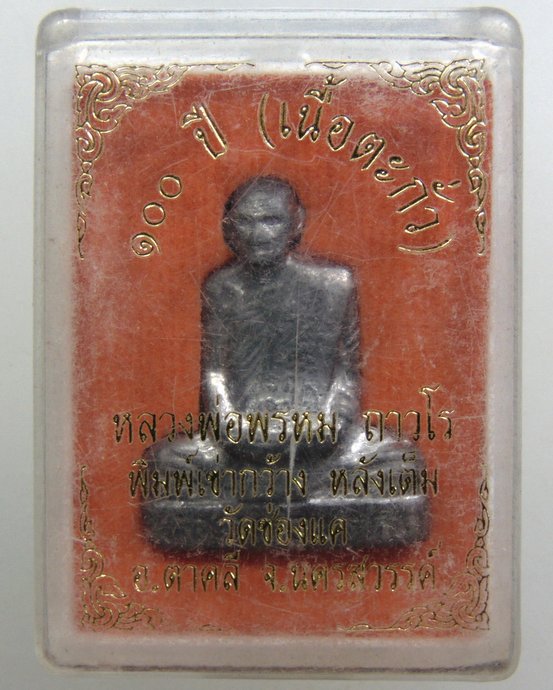 ๑๐๐ ปี (เนื้อตะกั่ว)
หลวงพ่อพรหม ถาวโร
พิมพ์เข่ากว้าง หลังเต็ม
วัดช่องแค
อ.ตาคลี จ.นครสวรรค์